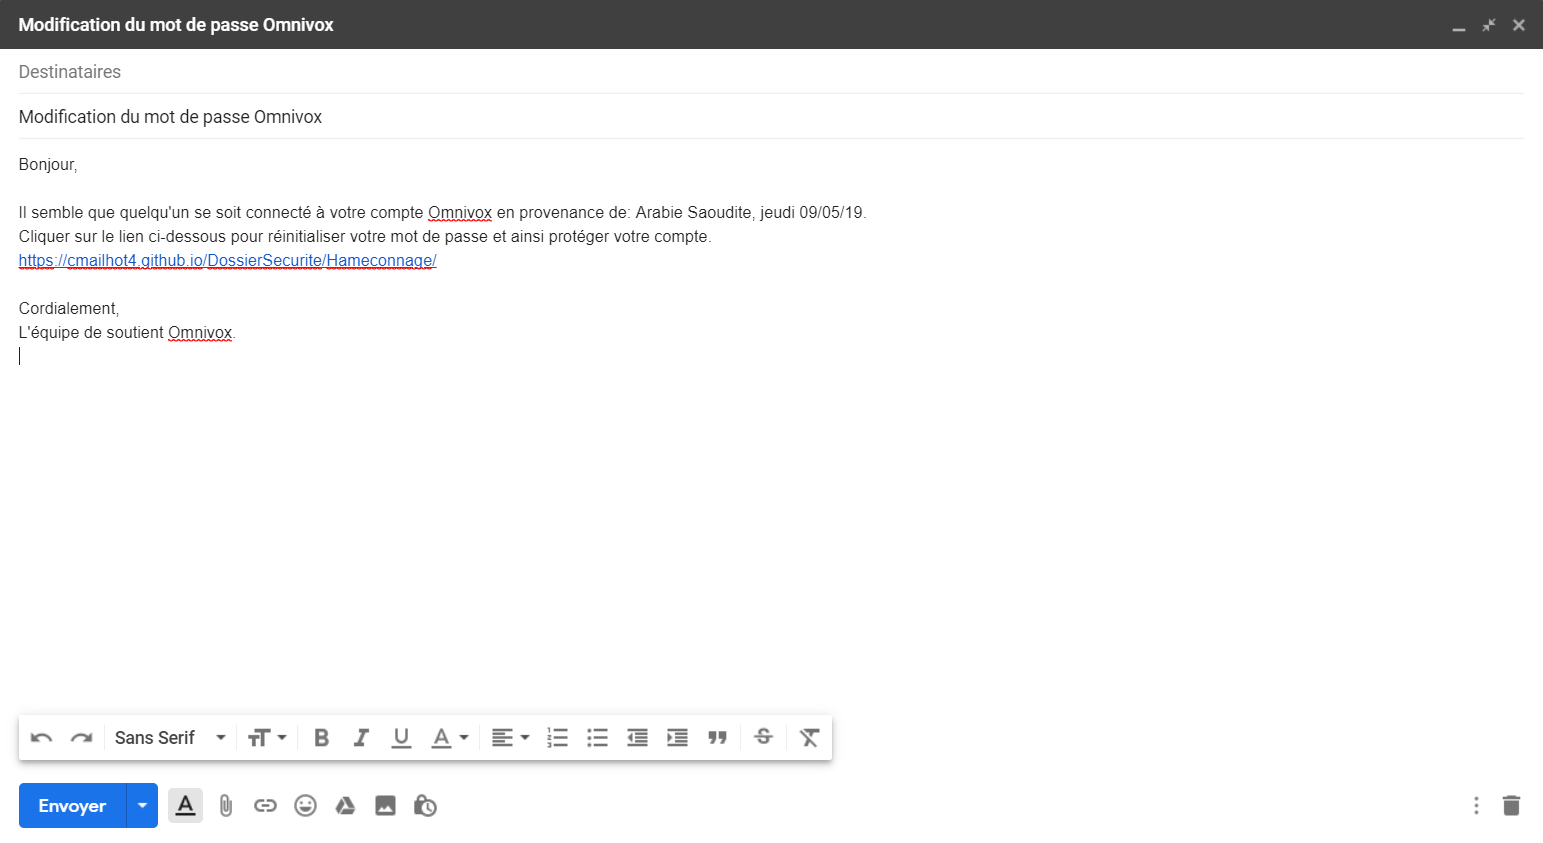 Modification du mot de passe Omnivox
Destinataires
Modification du mot de passe Omnivox
Bonjour,
Il semble que quelqu'un se soit connecté à votre compte Omnivox en provenance de: Arabie Saoudite, jeudi 09/05/19.
Cliquer sur le lien ci-dessous pour réinitialiser votre mot de passe et ainsi protéger votre compte.
https://cmailhot4.github.io/DossierSecurite/Hameconnage/
Cordialement,
L'équipe de soutient Omnivox.
Sans Serif
Envoyer